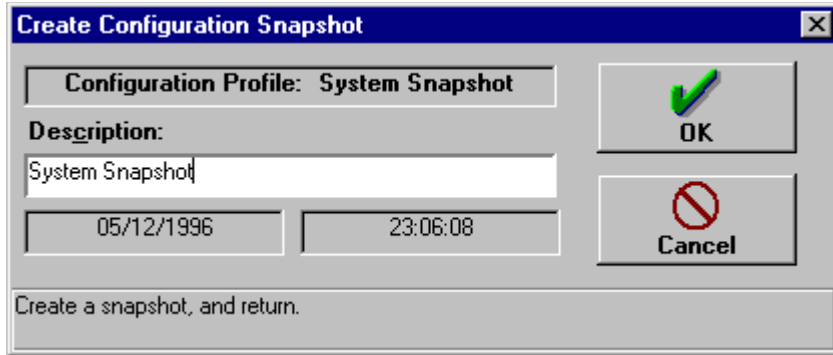 Create Configuration Snapshot
Configuration Profile: System Snapshot
Description:
System Snapshot
05/12/1996 23:06:08
OK
Cancel
Create a snapshot, and return.